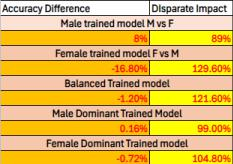 Accuracy Difference DIsparate Impact
Male trained model M vs F
8% 89%
Female trained model F vs M
-16.80% 129.60%
Balanced Trained model
-1.20% 121.60%
Male Dominant Trained Model
0.16% 99.00%
Female Dominant Trained model
-0.72% 104.80%